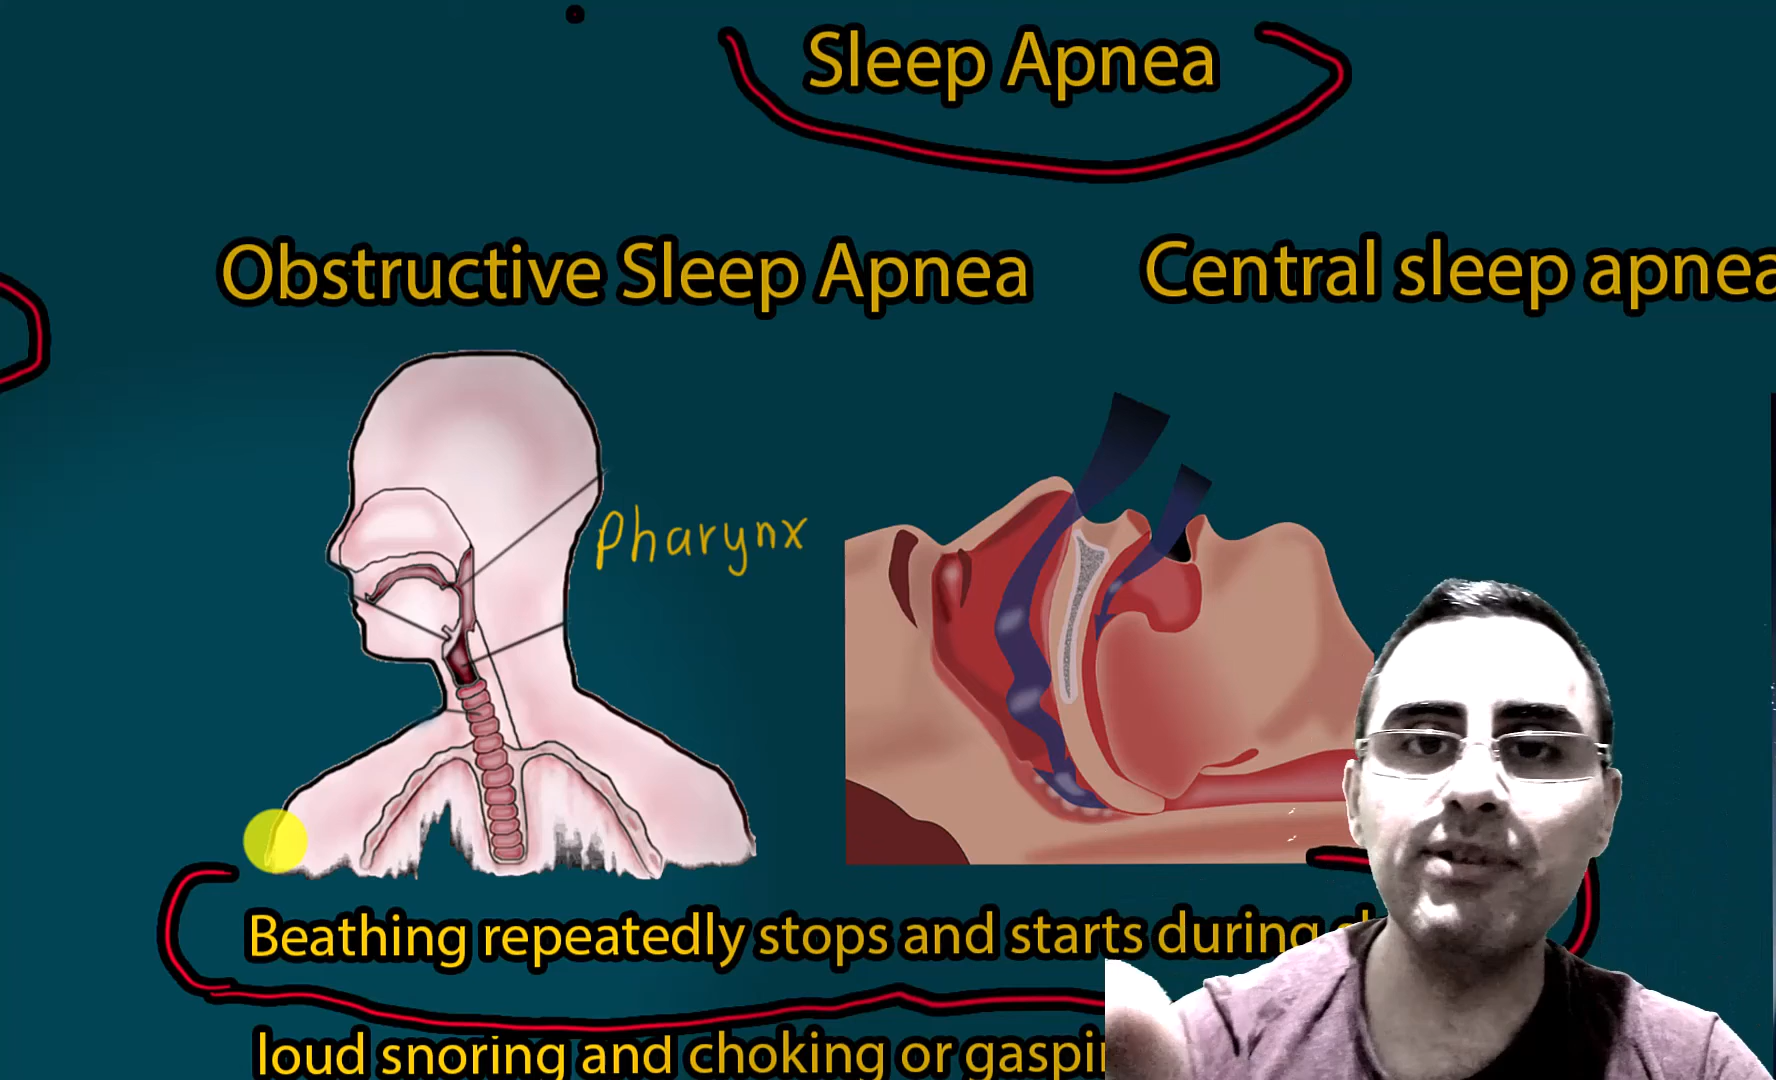 Sleep Apnea
Obstructive Sleep Apnea
Central sleep apnea
Pharynx
Beathing repeatedly stops and starts during
loud snoring and choking or